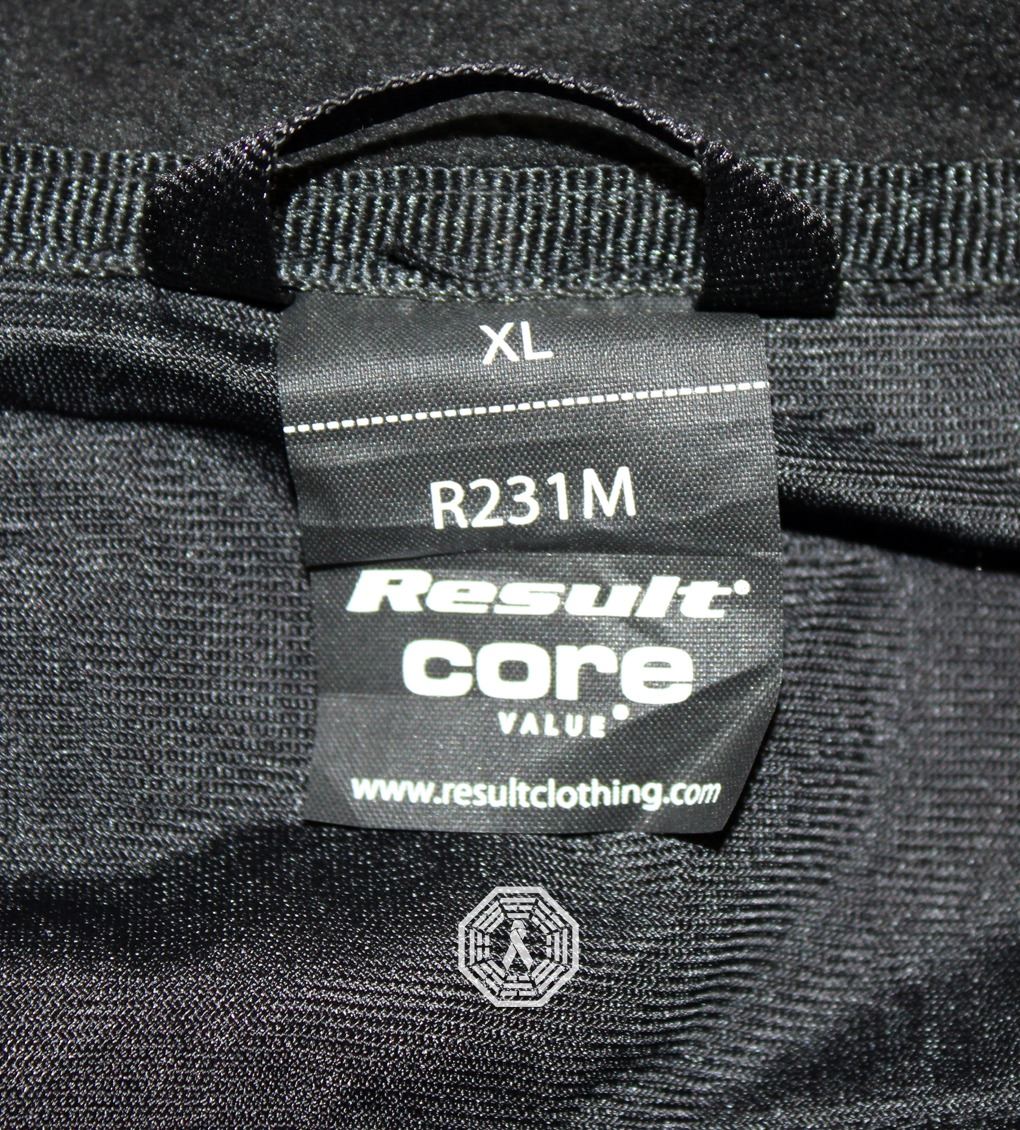 XL
R231M
Result®
core
VALUE®
www.resultclothing.com